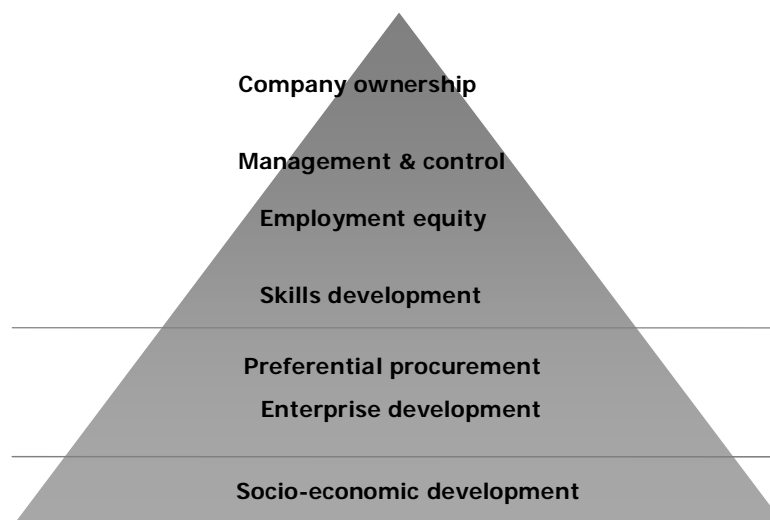 Company ownership
Management & control
Employment equity
Skills development
Preferential procurement
Enterprise development
Socio-economic development